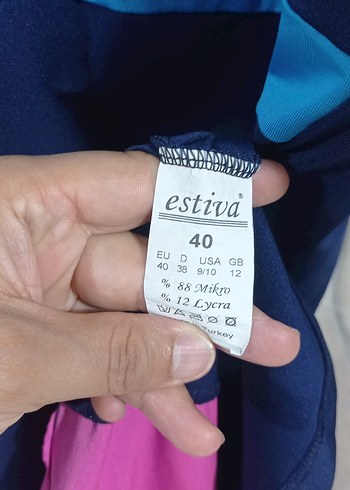 estiva®
40
EU D USA GB
40 38 9/10 12
% 88 Mikro
% 12 Lycra
Turkey